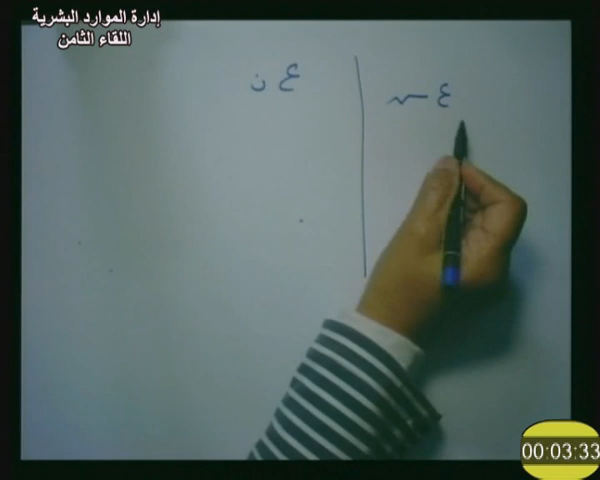 إدارة الموارد البشرية
اللقاء الثامن
ع ن
00:03:33